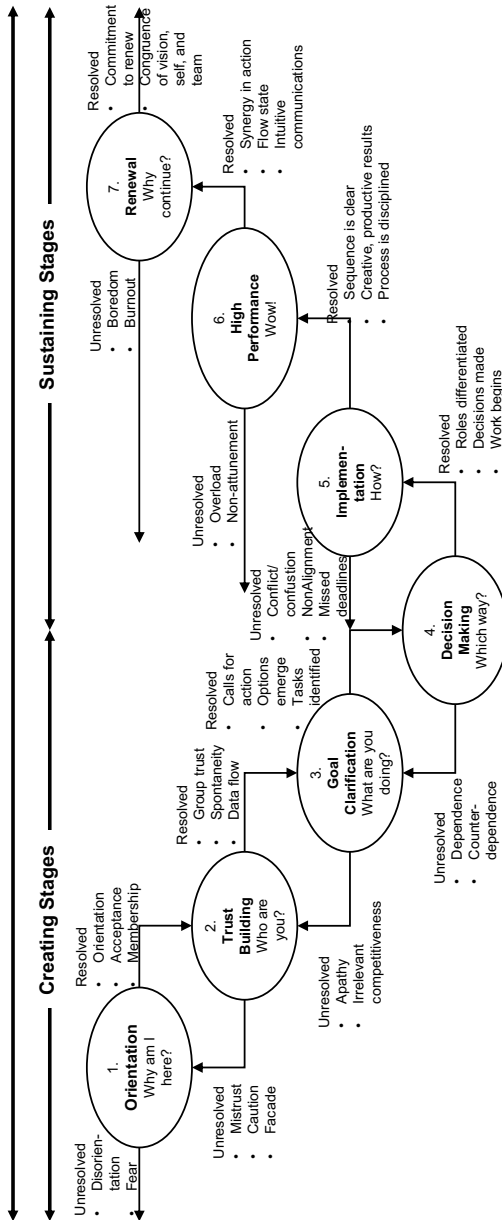 Creating Stages
Sustaining Stages
Unresolved
• Disorien-
tation
• Fear
1.
Orientation
Why am I
here?
Resolved
• Orientation
• Acceptance
• Membership
Unresolved
• Mistrust
• Caution
• Facade
2.
Trust
Building
Who are
you?
Resolved
• Group trust
• Spontaneity
• Data flow
Unresolved
• Apathy
• Irrelevant
competitiveness
3.
Goal
Clarification
What are you
doing?
Resolved
• Calls for
action
• Options
emerge
• Tasks
identified
Unresolved
• Dependence
• Counter-
dependence
4.
Decision
Making
Which way?
Resolved
• Roles differentiated
• Decisions made
• Work begins
Unresolved
• Conflict/
confustion
• NonAlignment
• Missed
deadlines
5.
Implemen-
tation
How?
Resolved
• Sequence is clear
• Creative, productive results
• Process is disciplined
Unresolved
• Overload
• Non-attunement
6.
High
Performance
Wow!
Resolved
• Synergy in action
• Flow state
• Intuitive
communications
Unresolved
• Boredom
• Burnout
7.
Renewal
Why
continue?
Resolved
• Commitment
to renew
• Congruence
of vision,
self, and
team